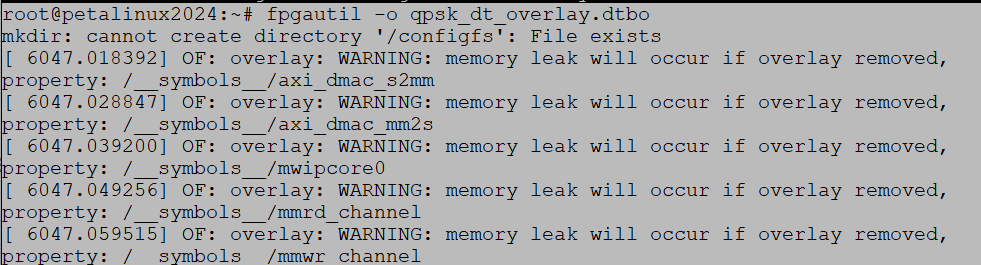 root@petalinux2024:~# fpgautil -o qpsk_dt_overlay.dtbo
mkdir: cannot create directory '/configfs': File exists
[ 6047.018392] OF: overlay: WARNING: memory leak will occur if overlay removed,
property: /__symbols__/axi_dmac_s2mm
[ 6047.028847] OF: overlay: WARNING: memory leak will occur if overlay removed,
property: /__symbols__/axi_dmac_mm2s
[ 6047.039200] OF: overlay: WARNING: memory leak will occur if overlay removed,
property: /__symbols__/mwipcore0
[ 6047.049256] OF: overlay: WARNING: memory leak will occur if overlay removed,
property: /__symbols__/mmrd_channel
[ 6047.059515] OF: overlay: WARNING: memory leak will occur if overlay removed,
property: /__symbols__/mmwr_channel